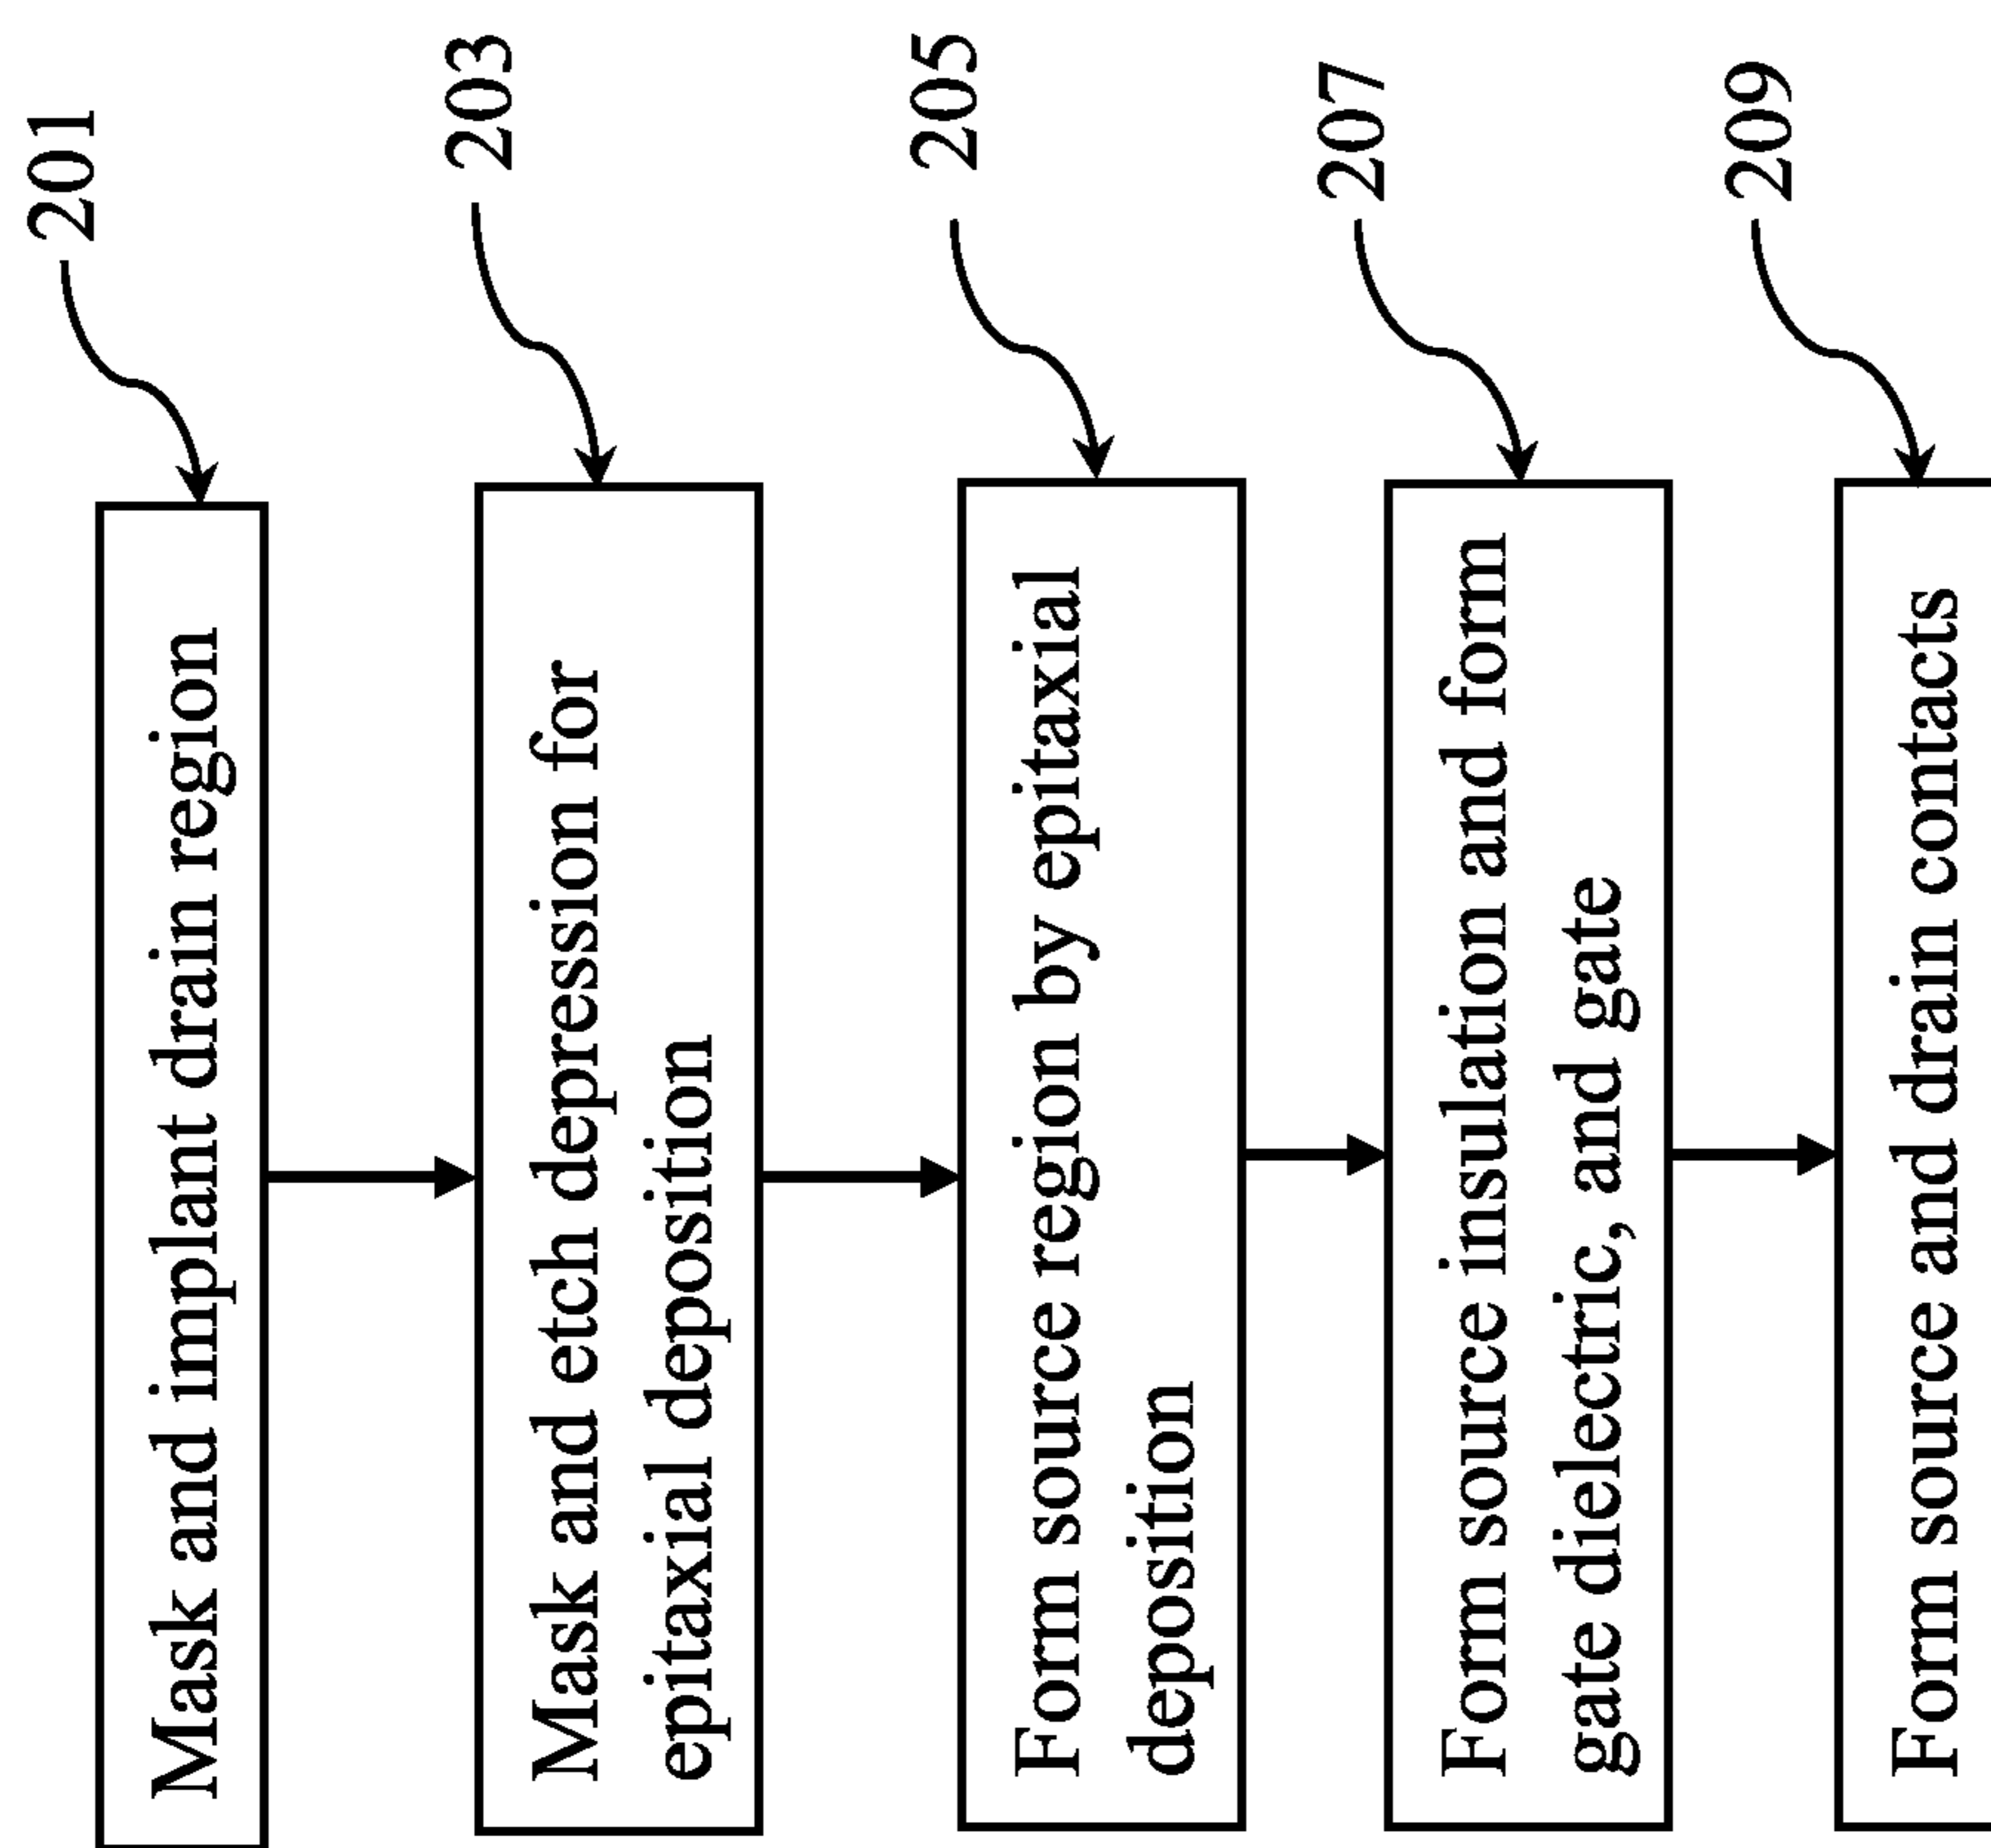 Mask and implant drain region
201
Mask and etch depression for
epitaxial deposition
203
Form source region by epitaxial
deposition
205
Form source insulation and form
gate dielectric, and gate
207
Form source and drain contacts
209